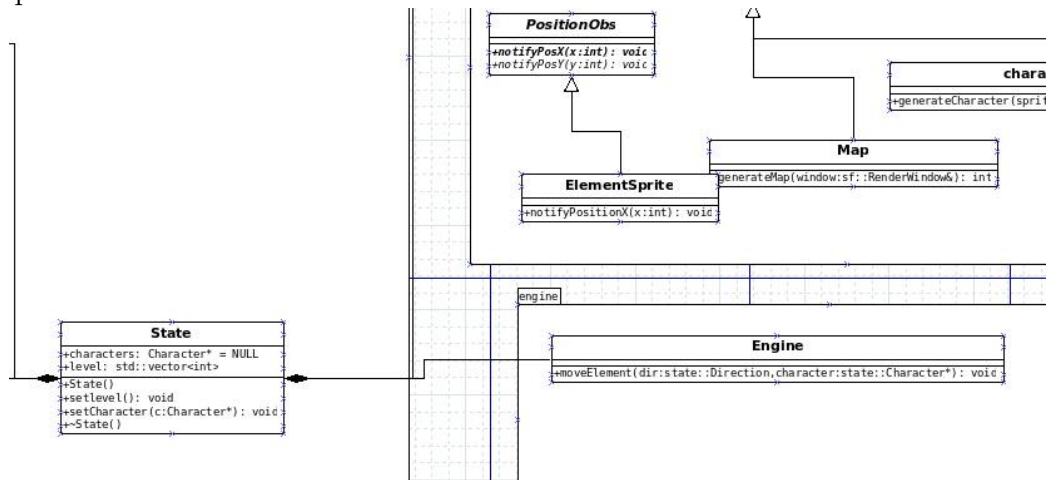 PositionObs
+notifyPosX(x:int): void
+notifyPosY(y:int): void
+generateCharacter(
Map
generateMap(window:sf::RenderWindow&): int
ElementSprite
+notifyPositionX(x:int): void
engine
State
+characters: Character* = NULL
+level: std::vector<int>
+State()
+setlevel(): void
+setCharacter(c:Character*): void
+~State()
Engine
+moveElement(dir:state::Direction,character:state::Character*): void